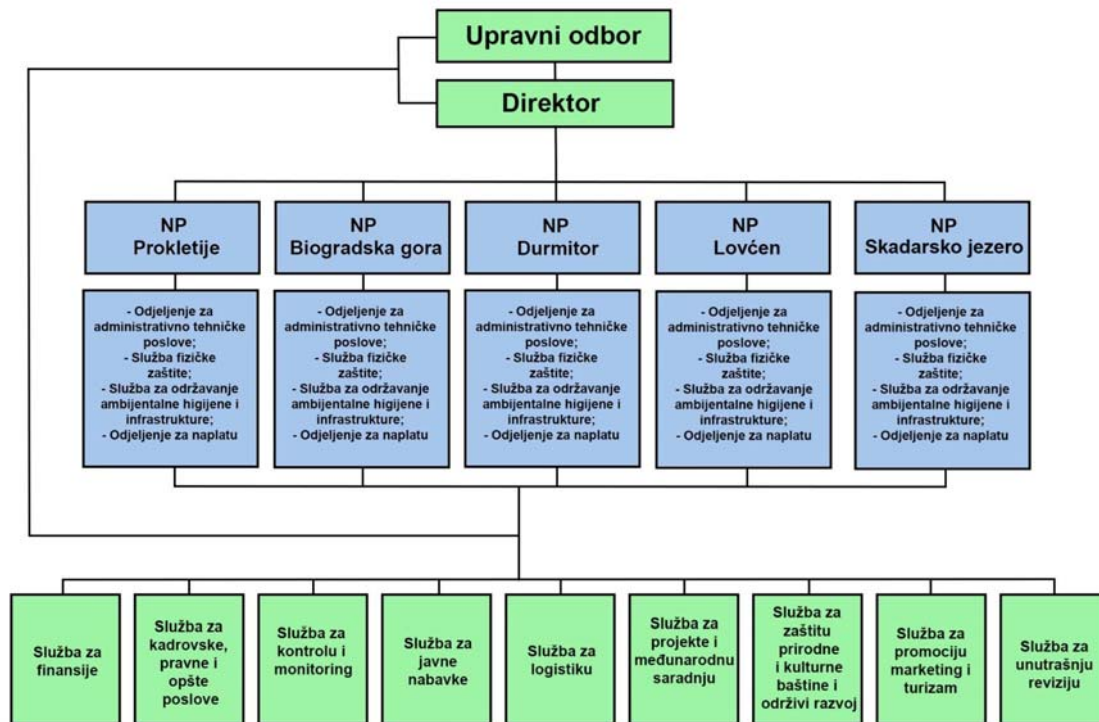 Upravni odbor
Direktor
NP
Prokletije
NP
Biogradska gora
NP
Durmitor
NP
Lovćen
NP
Skadarsko jezero
- Odjeljenje za
administrativno tehničke
poslove;
- Služba fizičke
zaštite;
- Služba za održavanje
ambijentalne higijene i
infrastrukture;
- Odjeljenje za naplatu
- Odjeljenje za
administrativno tehničke
poslove;
- Služba fizičke
zaštite;
- Služba za održavanje
ambijentalne higijene i
infrastrukture;
- Odjeljenje za naplatu
- Odjeljenje za
administrativno tehničke
poslove;
- Služba fizičke
zaštite;
- Služba za održavanje
ambijentalne higijene i
infrastrukture;
- Odjeljenje za naplatu
- Odjeljenje za
administrativno tehničke
poslove;
- Služba fizičke
zaštite;
- Služba za održavanje
ambijentalne higijene i
infrastrukture;
- Odjeljenje za naplatu
- Odjeljenje za
administrativno tehničke
poslove;
- Služba fizičke
zaštite;
- Služba za održavanje
ambijentalne higijene i
infrastrukture;
- Odjeljenje za naplatu
Služba za
finansije
Služba za
kadrovske,
pravne i
opšte
poslove
Služba za
kontrolu i
monitoring
Služba za
javne
nabavke
Služba za
logistiku
Služba za
projekte i
međunarodnu
saradnju
Služba za
zaštitu
prirodne
i kulturne
baštine i
održivi razvoj
Služba za
promociju
marketing i
turizam
Služba za
unutrašnju
reviziju